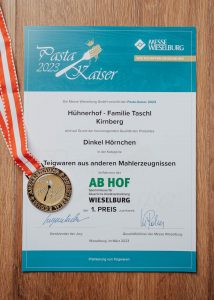 Pasta
2023
Kaiser
MESSE
WIESELBURG
Die Messe Wieselburg GmbH verleiht den Pasta-Kaiser 2023
Hühnerhof - Familie Taschl
Kirnberg
Dinkel Hörnchen
in der Kategorie
Teigwaren aus anderen Mahlerzeugnissen
AB HOF
WIESELBURG
den 1. PREIS
Wieselburg, im März 2023